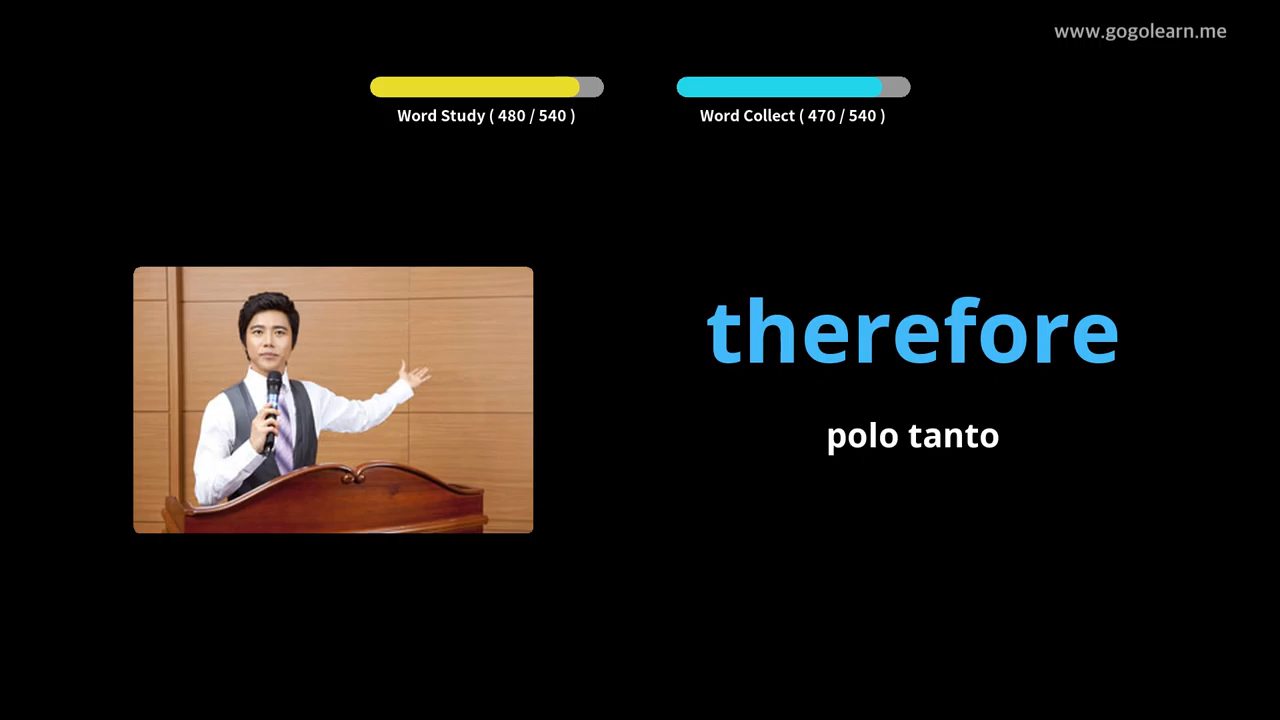 www.gogolearn.me
Word Study ( 480 / 540 )
Word Collect ( 470 / 540 )
therefore
polo tanto